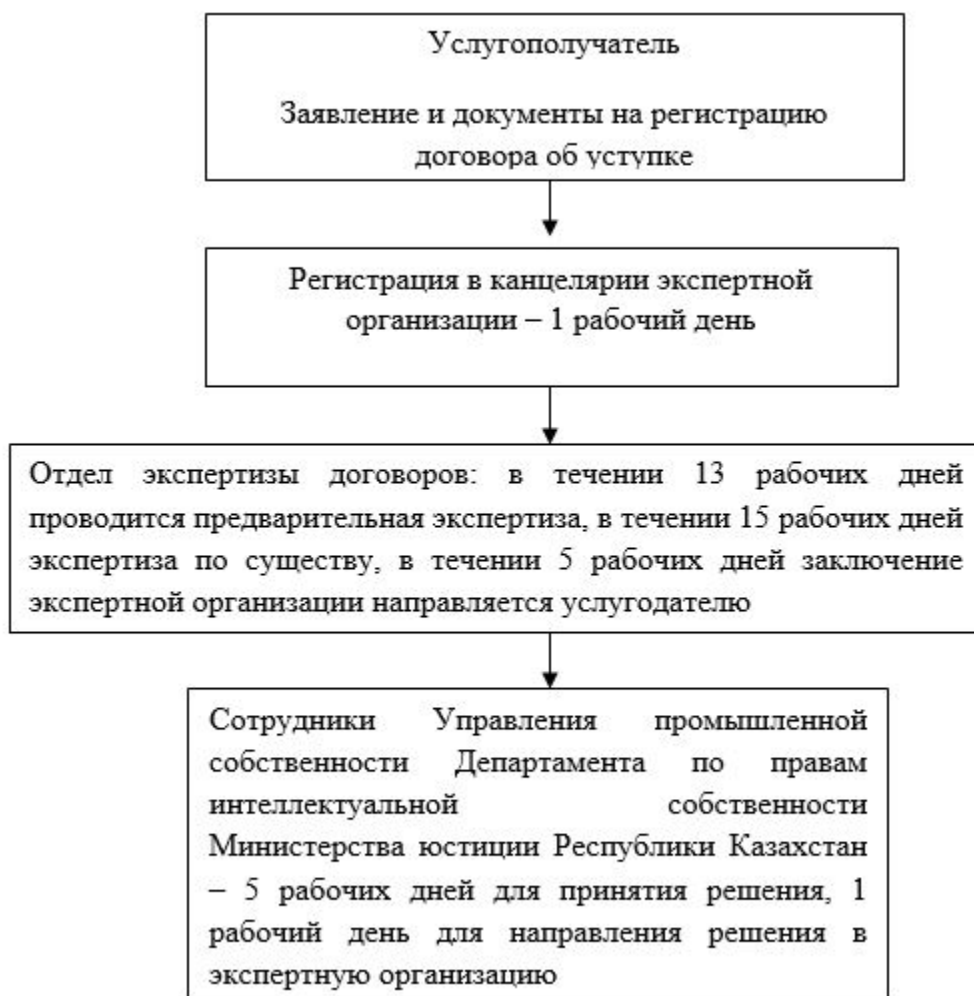 Услугополучатель
Заявление и документы на регистрацию
договора об уступке
Регистрация в канцелярии экспертной
организации – 1 рабочий день
Отдел экспертизы договоров: в течении 13 рабочих дней
проводится предварительная экспертиза, в течении 15 рабочих дней
экспертиза по существу, в течении 5 рабочих дней заключение
экспертной организации направляется услугодателю
Сотрудники Управления промышленной
собственности Департамента по правам
интеллектуальной собственности
Министерства юстиции Республики Казахстан
– 5 рабочих дней для принятия решения, 1
рабочий день для направления решения в
экспертную организацию